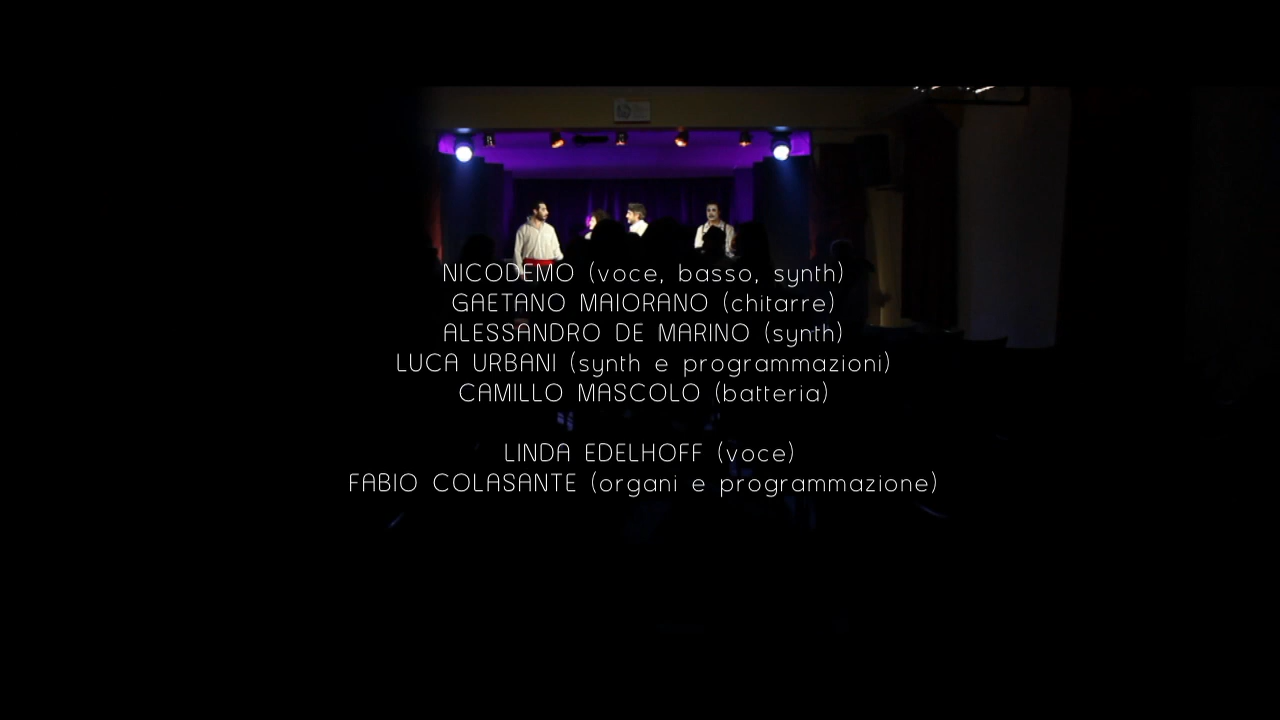 NICODEMO (voce, basso, synth)
GAETANO MAIORANO (chitarre)
ALESSANDRO DE MARINO (synth)
LUCA URBANI (synth e programmazioni)
CAMILLO MASCOLO (batteria)
LINDA EDELHOFF (voce)
FABIO COLASANTE (organi e programmazione)